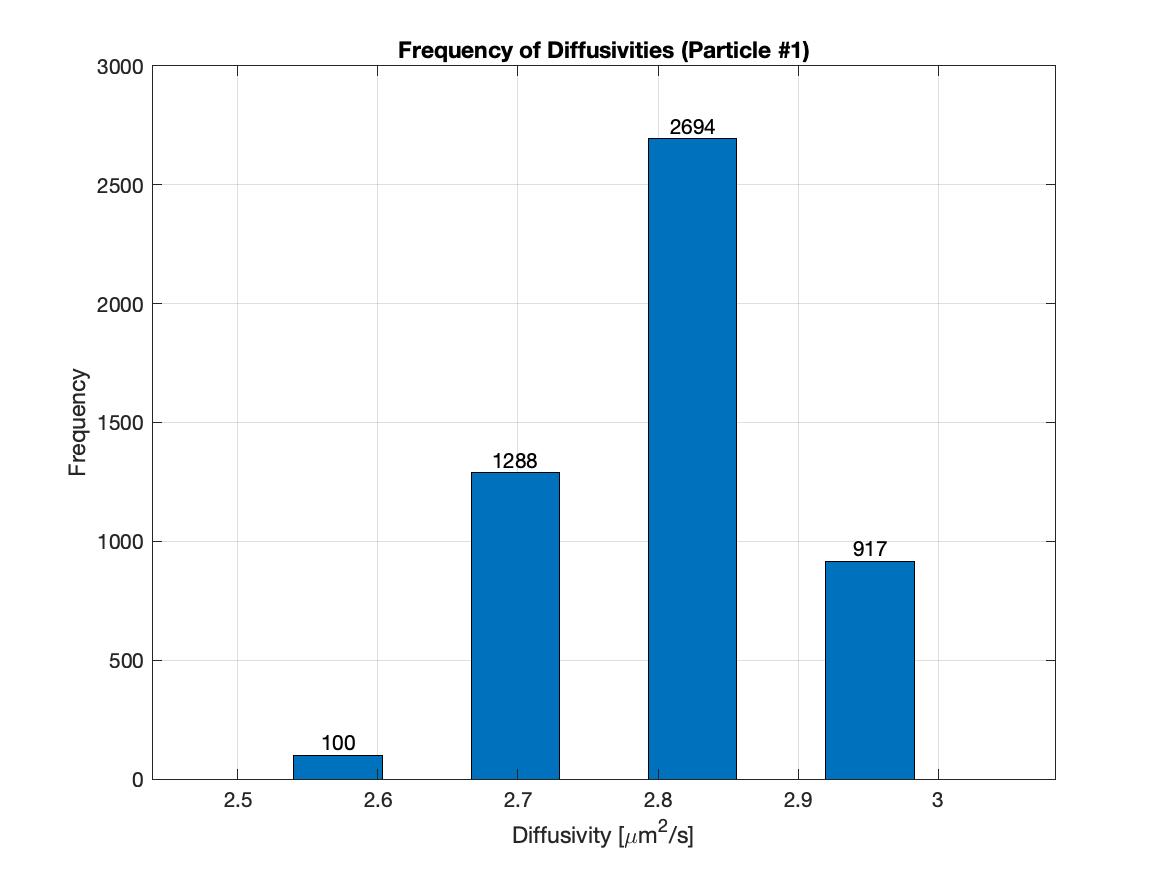 Frequency of Diffusivities (Particle #1)
3000
2500
2000
1500
1000
500
0
Frequency
100
1288
2694
917
2.5 2.6 2.7 2.8 2.9 3
Diffusivity [μm²/s]